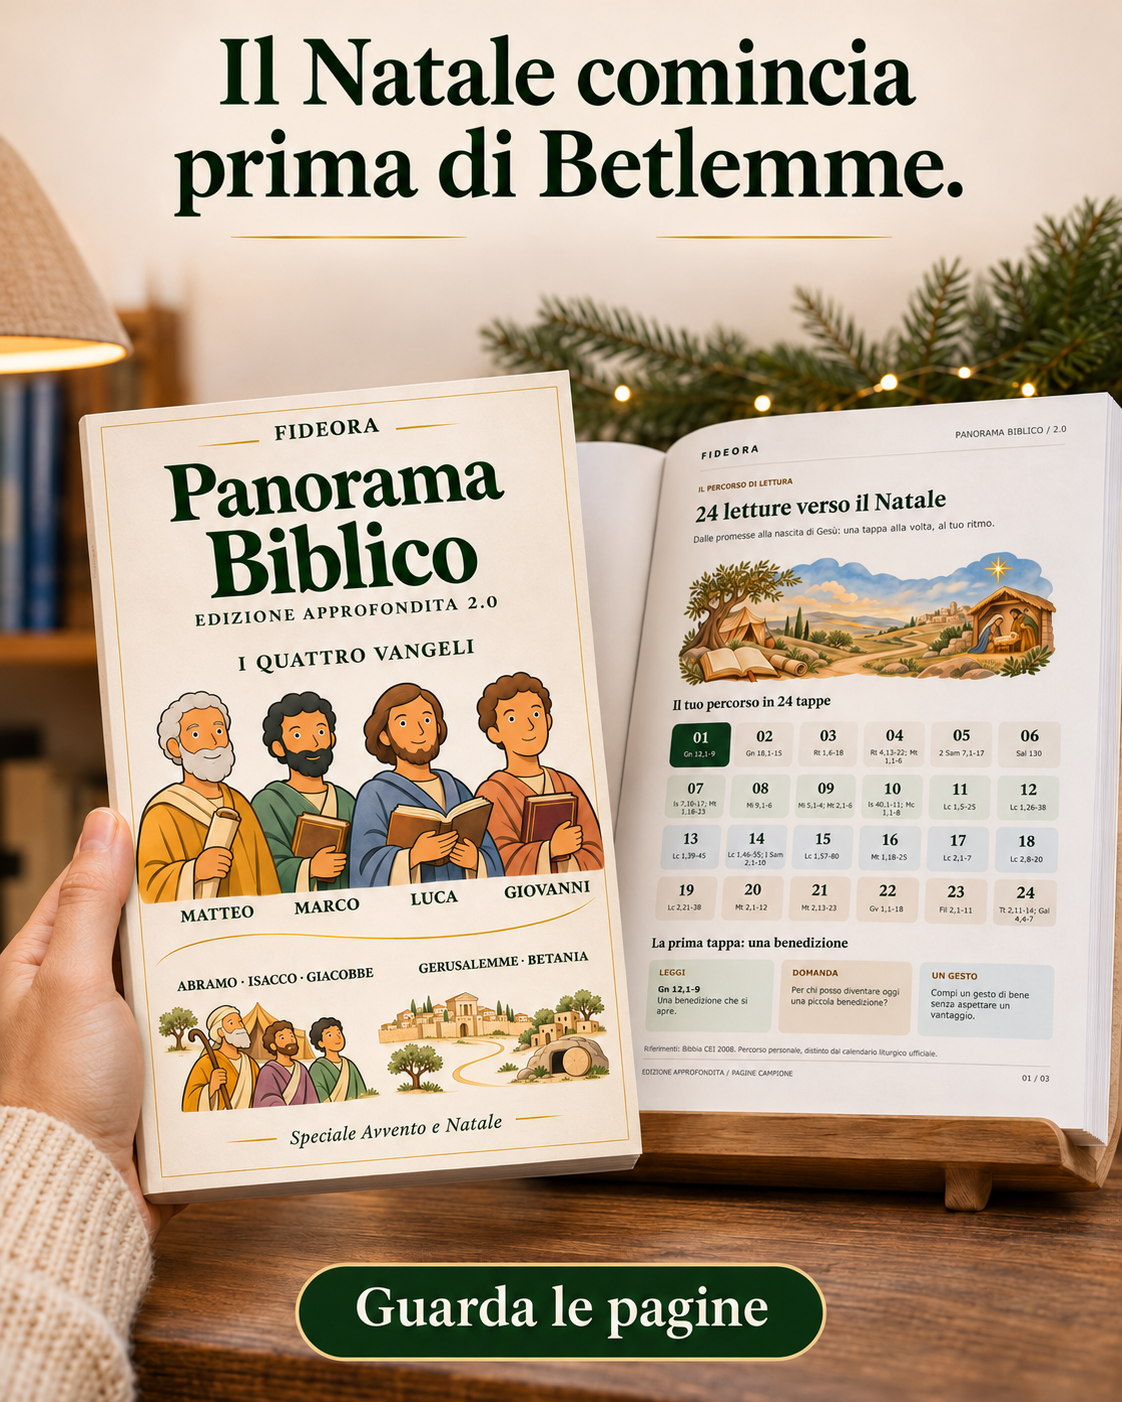 Il Natale comincia
prima di Betlemme.
FIDEORA
Panorama
Biblico
EDIZIONE APPROFONDITA 2.0
I QUATTRO VANGELI
MATTEO
MARCO
LUCA
GIOVANNI
ABRAMO · ISACCO · GIACOBBE
GERUSALEMME · BETANIA
Speciale Avvento e Natale
FIDEORA
PANORAMA BIBLICO / 2.0
IL PERCORSO DI LETTURA
24 letture verso il Natale
Dalle promesse alla nascita di Gesù: una tappa alla volta, al tuo ritmo.
Il tuo percorso in 24 tappe
01
Gn 12,1-9
02
Gn 18,1-15
03
Rt 1,6-18
04
Rt 4,13-22; Mt
1,1-6
05
2 Sam 7,1-17
06
Sal 130
07
Is 7,10-17; Mt
1,18-23
08
Mi 9,1-6
09
Mi 5,1-4; Mt 2,1-6
10
Is 40,1-11; Mc
1,1-8
11
Lc 1,5-25
12
Lc 1,26-38
13
Lc 1,39-45
14
Lc 1,46-55; I Sam
2,1-10
15
Lc 1,57-80
16
Mt 1,18-25
17
Lc 2,1-7
18
Lc 2,8-20
19
Lc 2,21-38
20
Mt 2,1-12
21
Mt 2,13-23
22
Gv 1,1-18
23
Fil 2,1-11
24
Tt 2,11-14; Gal
4,4-7
La prima tappa: una benedizione
LEGGI
Gn 12,1-9
Una benedizione che si
apre.
DOMANDA
Per chi posso diventare oggi
una piccola benedizione?
UN GESTO
Compi un gesto di bene
senza aspettare un
vantaggio.
Riferimenti: Bibbia CEI 2008. Percorso personale, distinto dal calendario liturgico ufficiale.
EDIZIONE APPROFONDITA / PAGINE CAMPIONE
01 / 03
Guarda le pagine